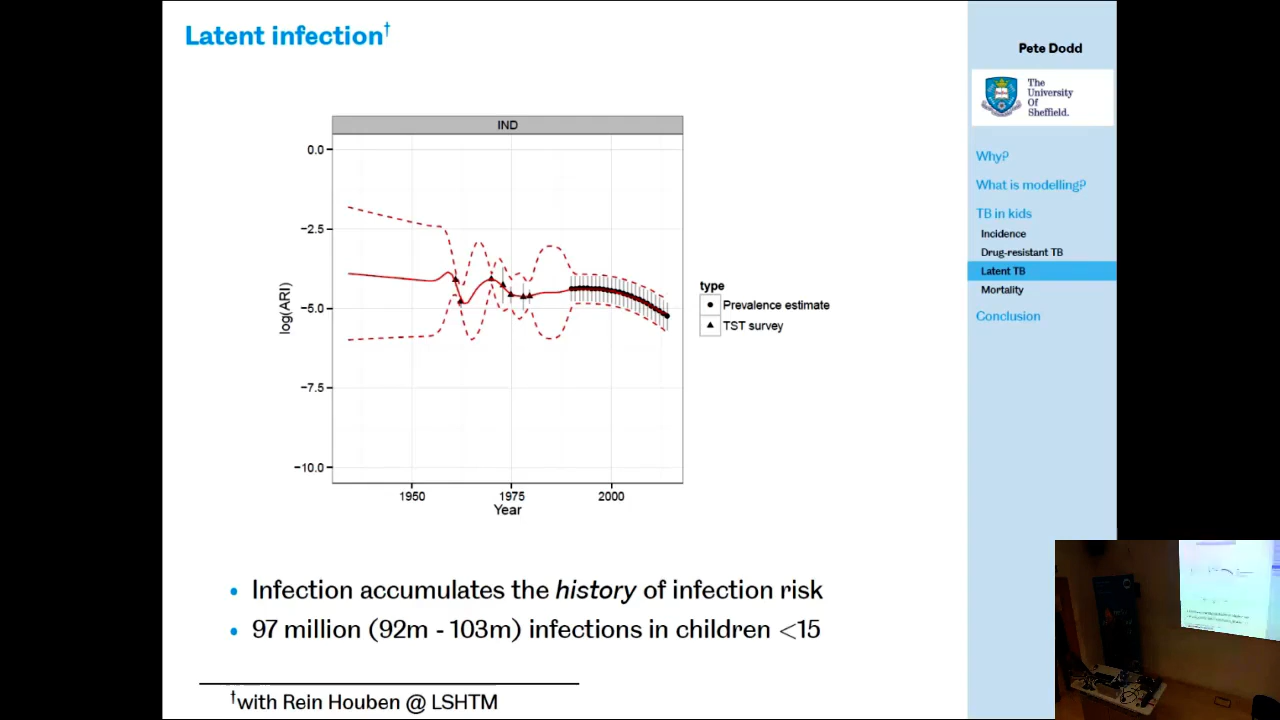 Latent infection†
IND
0.0
−2.5
−5.0
−7.5
−10.0
log(ARI)
1950
1975
2000
Year
type
Prevalence estimate
TST survey
• Infection accumulates the history of infection risk
• 97 million (92m - 103m) infections in children <15
†with Rein Houben @ LSHTM
Pete Dodd
The
University
Of
Sheffield.
Why?
What is modelling?
TB in kids
Incidence
Drug-resistant TB
Latent TB
Mortality
Conclusion